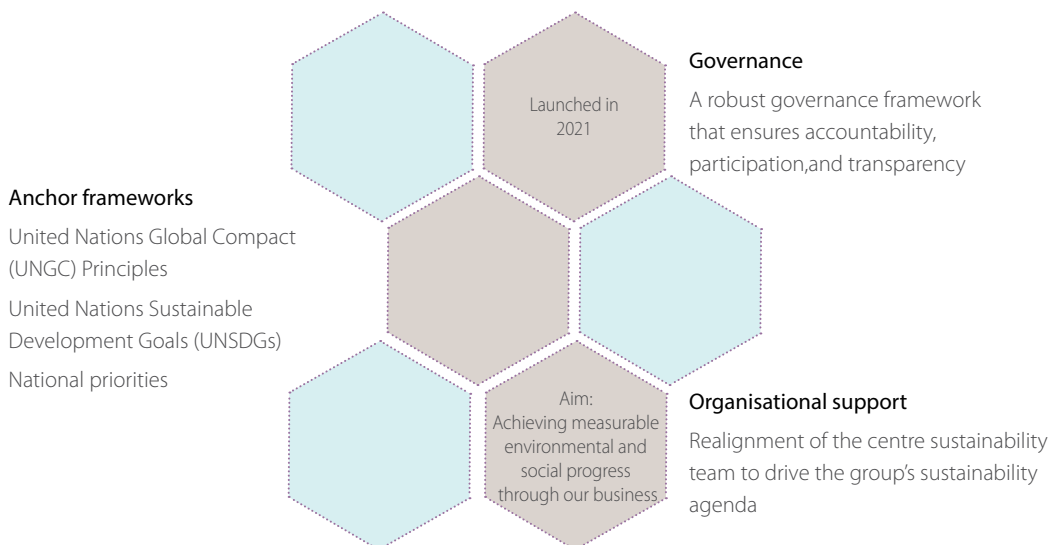 Launched in
2021
Governance
A robust governance framework
that ensures accountability,
participation,and transparency
Anchor frameworks
United Nations Global Compact
(UNGC) Principles
United Nations Sustainable
Development Goals (UNSDGs)
National priorities
Aim:
Achieving measurable
environmental and
social progress
through our business
Organisational support
Realignment of the centre sustainability
team to drive the group's sustainability
agenda